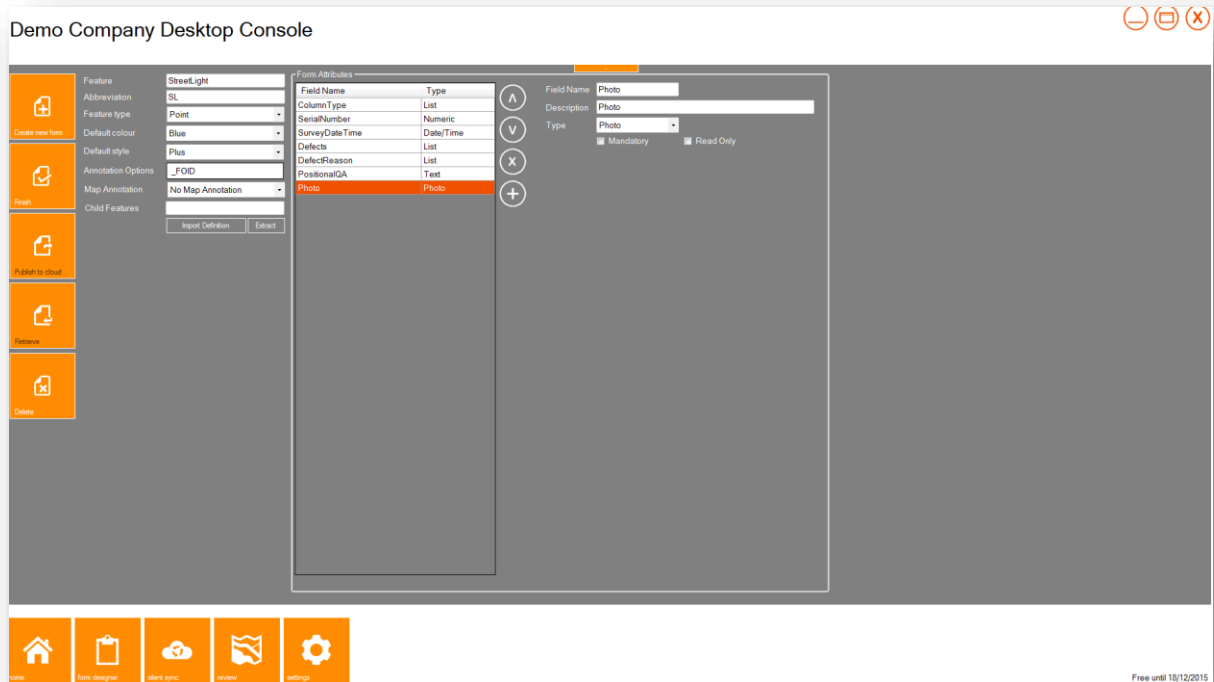 Demo Company Desktop Console
Create new form
Finish
Publish to cloud
Retrieve
Delete
Feature StreetLight
Abbreviation SL
Feature type Point
Default colour Blue
Default style Plus
Annotation Options _FOID
Map Annotation No Map Annotation
Child Features
Import Definition Extract
Form Attributes
Field Name Type
ColumnType List
SerialNumber Numeric
SurveyDateTime Date/Time
Defects List
DefectReason List
PositionalQA Text
Photo Photo
Field Name Photo
Description Photo
Type Photo
Mandatory Read Only
home form designer silent sync review settings
Free until 18/12/2015